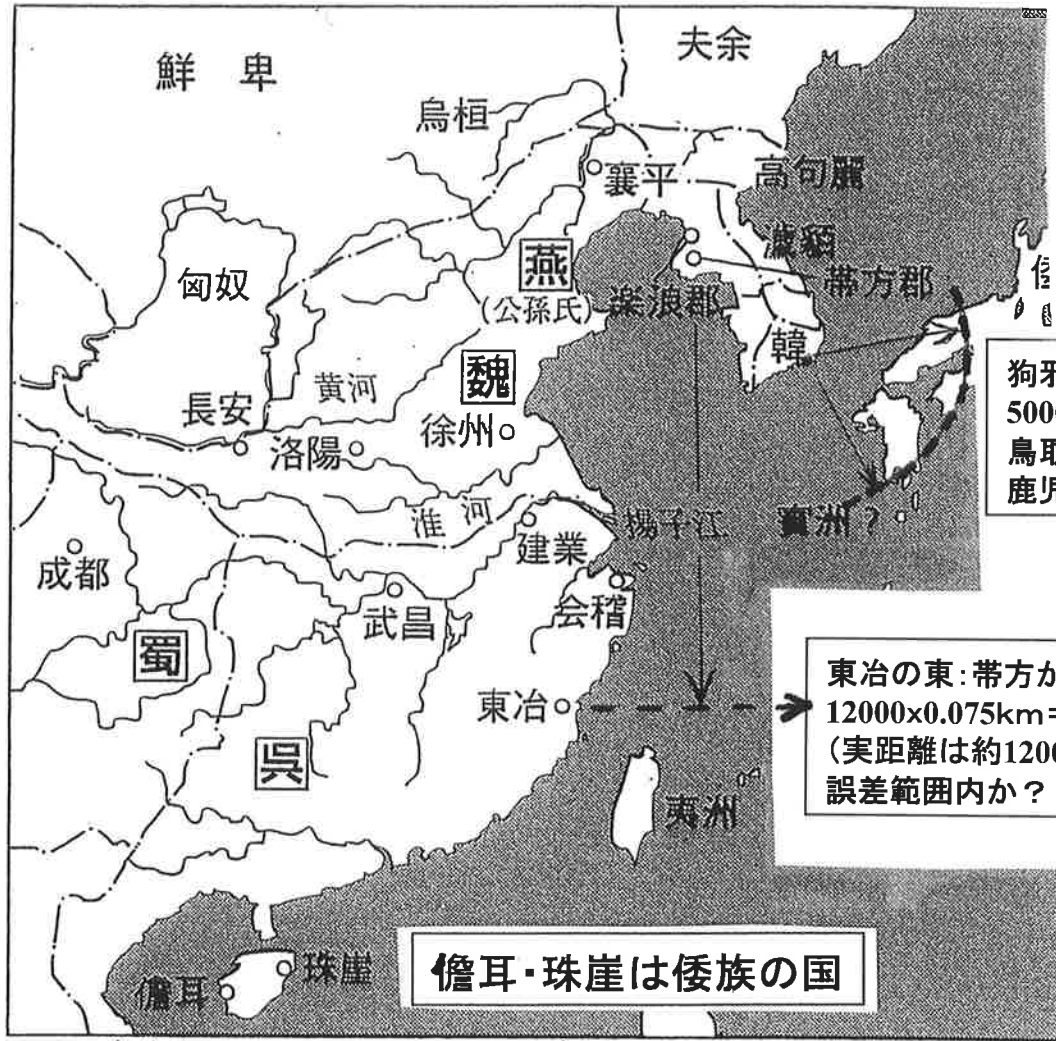 夫余
鮮 卑
烏桓
襄平
高句麗
濊貊
匈奴
燕
(公孫氏)
楽浪郡
帯方郡
韓
魏
黄河
長安
洛陽
徐州
狗邪
500
鳥取
鹿児
淮河
揚子江
亶洲?
建業
成都
武昌
会稽
蜀
東冶
東冶の東:帯方か
12000x0.075km=
(実距離は約1200
誤差範囲内か?
呉
夷洲
儋耳
珠崖
儋耳・珠崖は倭族の国